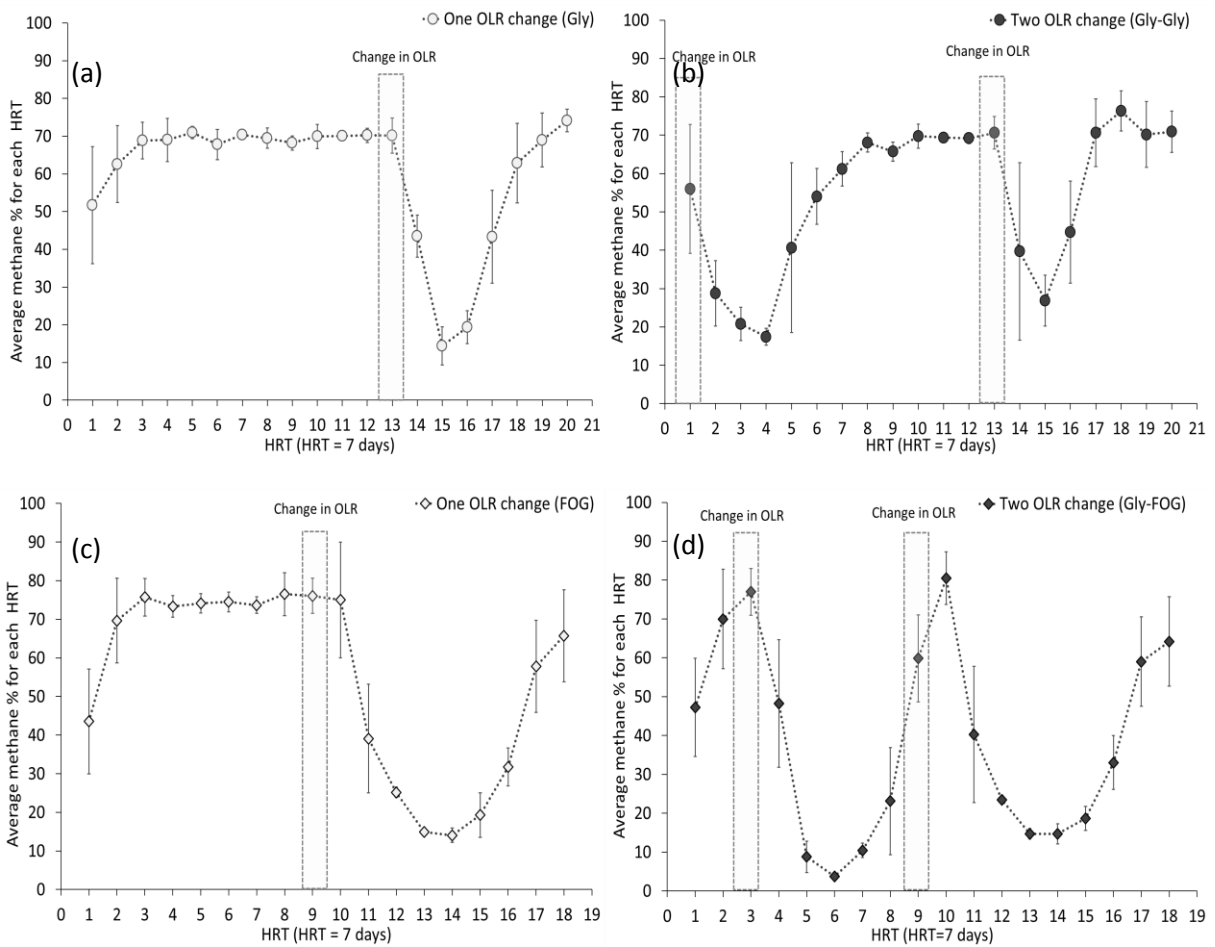 (a)
One OLR change (Gly)
Change in OLR
Average methane % for each HRT
100
90
80
70
60
50
40
30
20
10
0
0 1 2 3 4 5 6 7 8 9 10 11 12 13 14 15 16 17 18 19 20 21
HRT (HRT = 7 days)
(b)
Two OLR change (Gly-Gly)
Change in OLR
Change in OLR
Average methane % for each HRT
100
90
80
70
60
50
40
30
20
10
0
0 1 2 3 4 5 6 7 8 9 10 11 12 13 14 15 16 17 18 19 20 21
HRT (HRT = 7 days)
(c)
One OLR change (FOG)
Change in OLR
Average methane % for each HRT
100
90
80
70
60
50
40
30
20
10
0
0 1 2 3 4 5 6 7 8 9 10 11 12 13 14 15 16 17 18 19
HRT (HRT = 7 days)
(d)
Two OLR change (Gly-FOG)
Change in OLR
Change in OLR
Average methane % for each HRT
100
90
80
70
60
50
40
30
20
10
0
0 1 2 3 4 5 6 7 8 9 10 11 12 13 14 15 16 17 18 19
HRT (HRT=7 days)